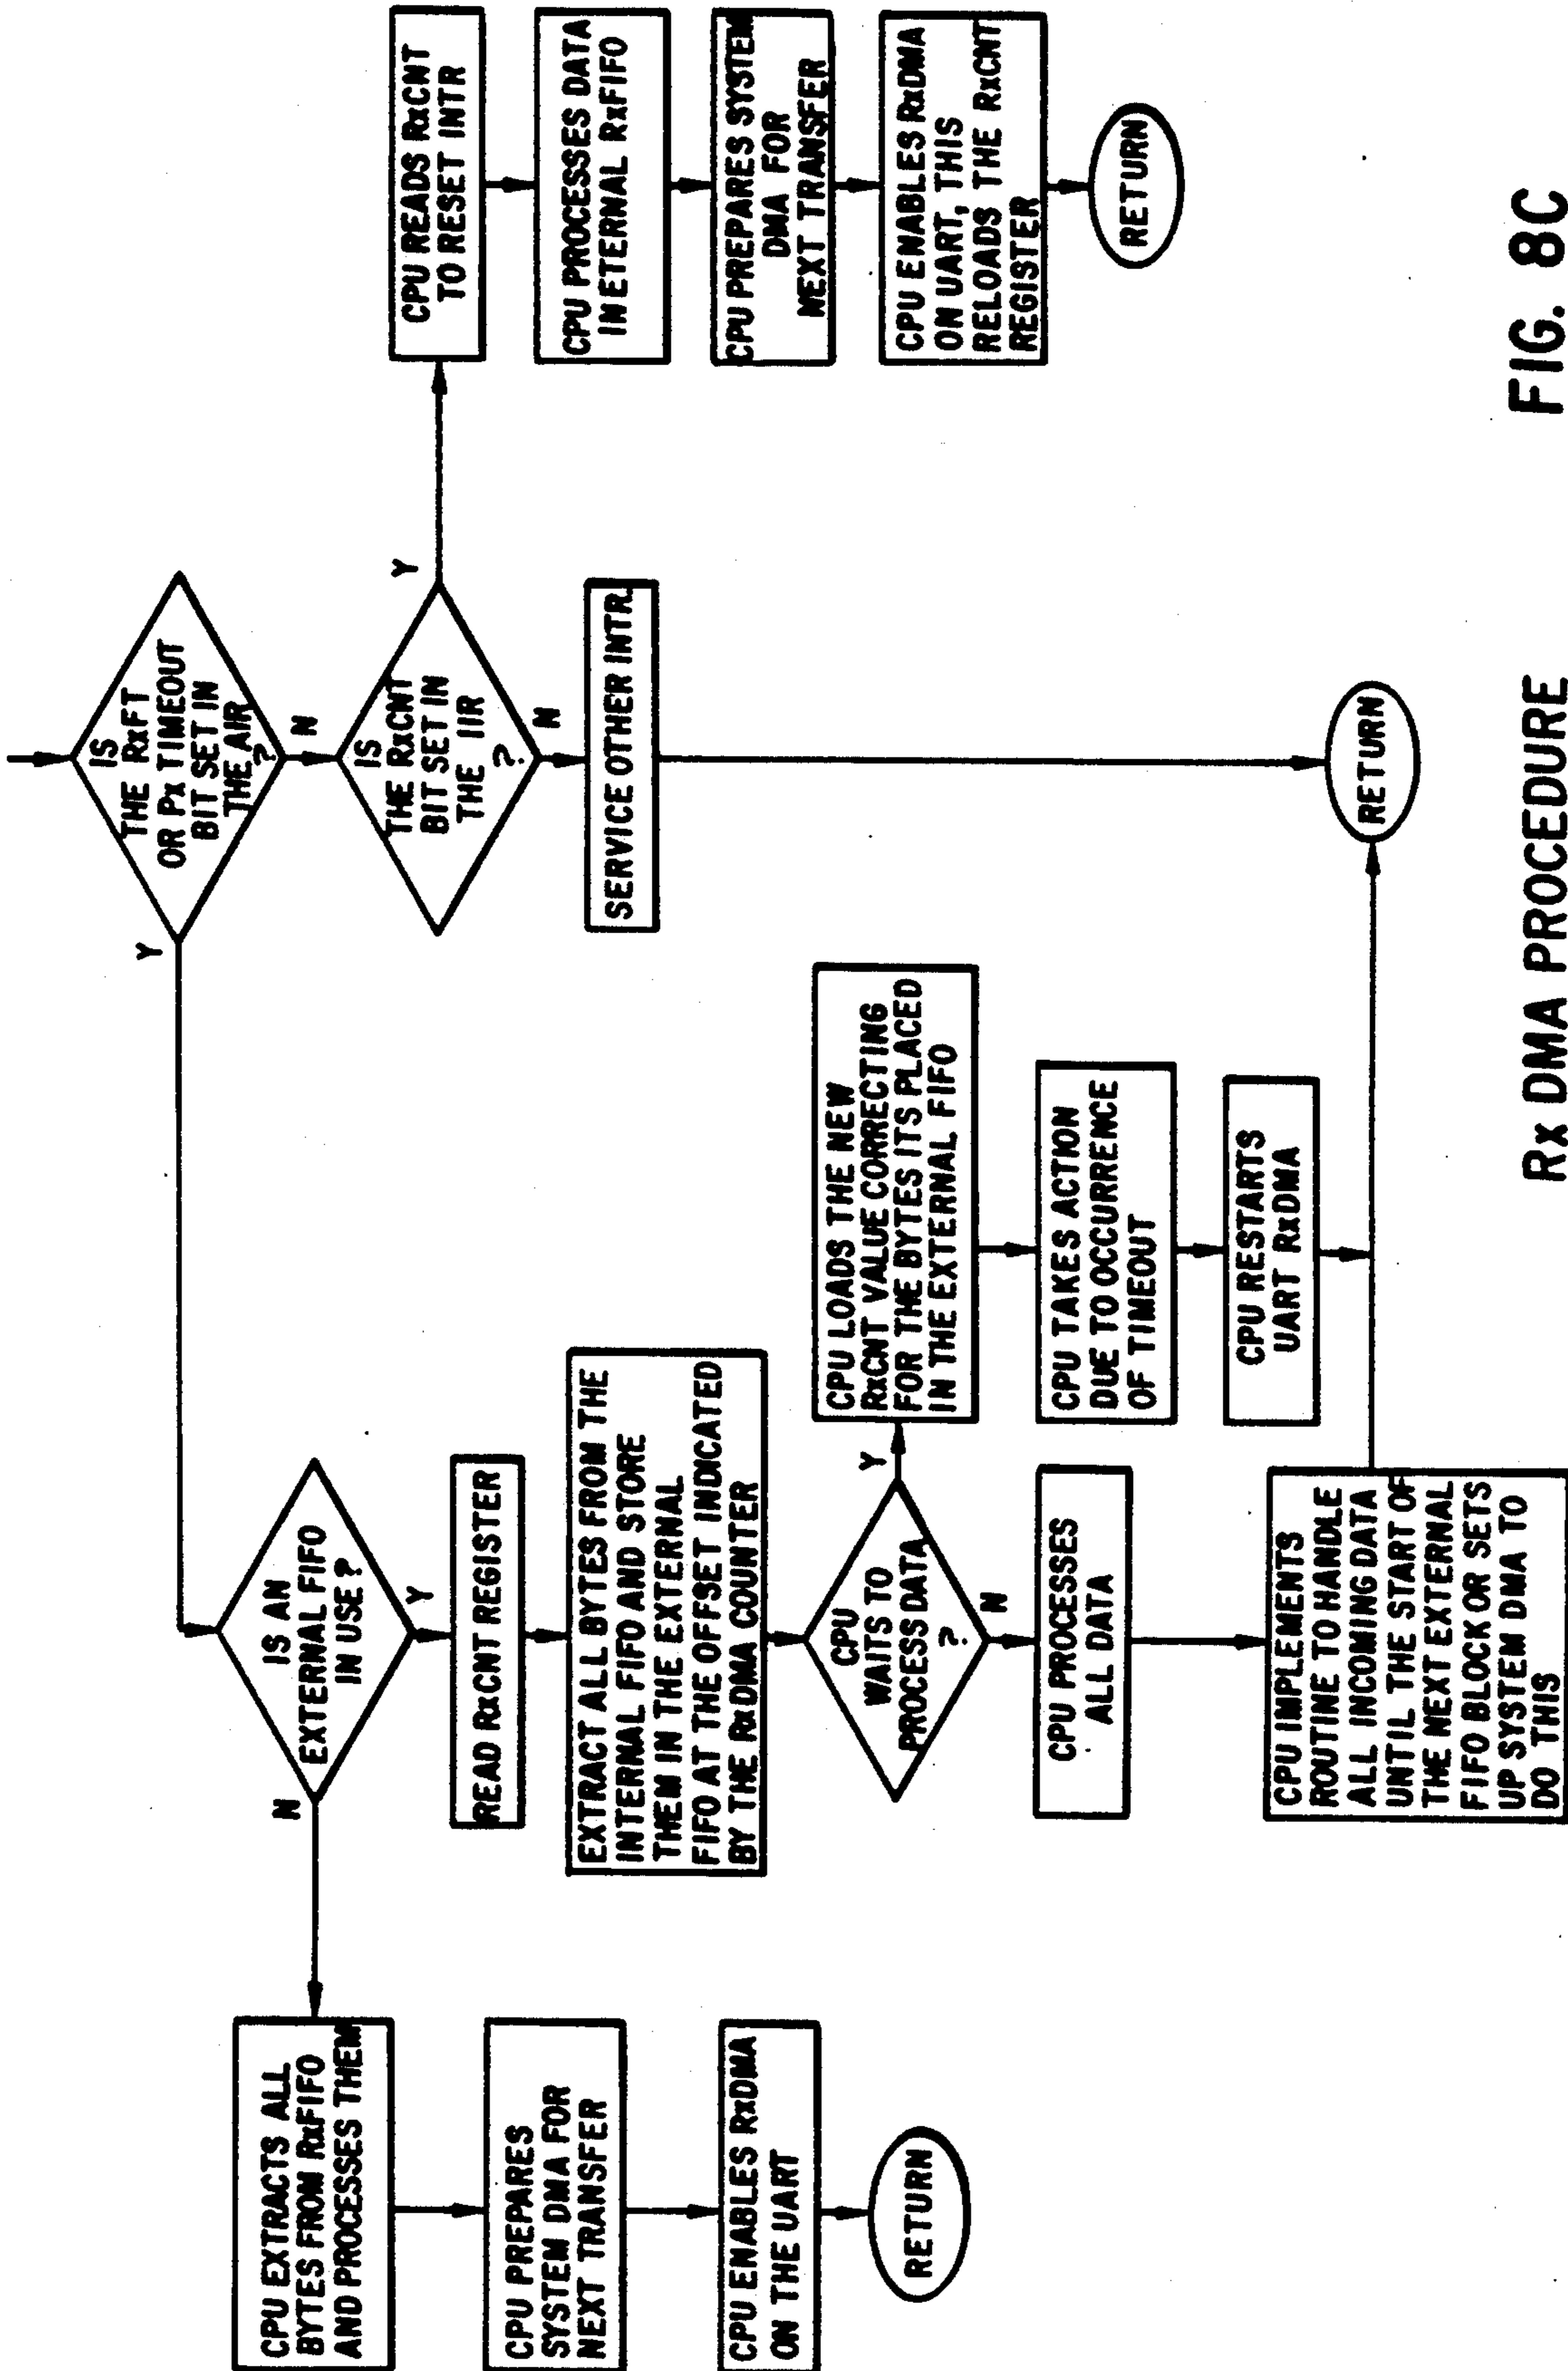 IS
THE RxFT
OR Px TIMEOUT
BIT SET IN
THE AIR
?
Y
N
IS
THE RxCNT
BIT SET IN
THE IIR
?
Y
N
CPU READS RxCNT
TO RESET INTR
CPU PROCESSES DATA
IN ETERNAL RxFIFO
CPU PREPARES SYSTEM
DMA FOR
NEXT TRANSFER
CPU ENABLES RxDMA
ON UART, THIS
RELOADS THE RxCNT
REGISTER
RETURN
SERVICE OTHER INTR.
RETURN
IS AN
EXTERNAL FIFO
IN USE ?
N
Y
READ RxCNT REGISTER
EXTRACT ALL BYTES FROM THE
INTERNAL FIFO AND STORE
THEM IN THE EXTERNAL
FIFO AT THE OFFSET INDICATED
BY THE RxDMA COUNTER
CPU
WAITS TO
PROCESS DATA
?
Y
N
CPU LOADS THE NEW
RxCNT VALUE CORRECTING
FOR THE BYTES ITS PLACED
IN THE EXTERNAL FIFO
CPU TAKES ACTION
DUE TO OCCURRENCE
OF TIMEOUT
CPU RESTARTS
UART RxDMA
CPU PROCESSES
ALL DATA
CPU IMPLEMENTS
ROUTINE TO HANDLE
ALL INCOMING DATA
UNTIL THE START OF
THE NEXT EXTERNAL
FIFO BLOCK OR SETS
UP SYSTEM DMA TO
DO THIS
CPU EXTRACTS ALL
BYTES FROM RxFIFO
AND PROCESSES THEM
CPU PREPARES
SYSTEM DMA FOR
NEXT TRANSFER
CPU ENABLES RxDMA
ON THE UART
RETURN
Rx DMA PROCEDURE
FIG. 8C